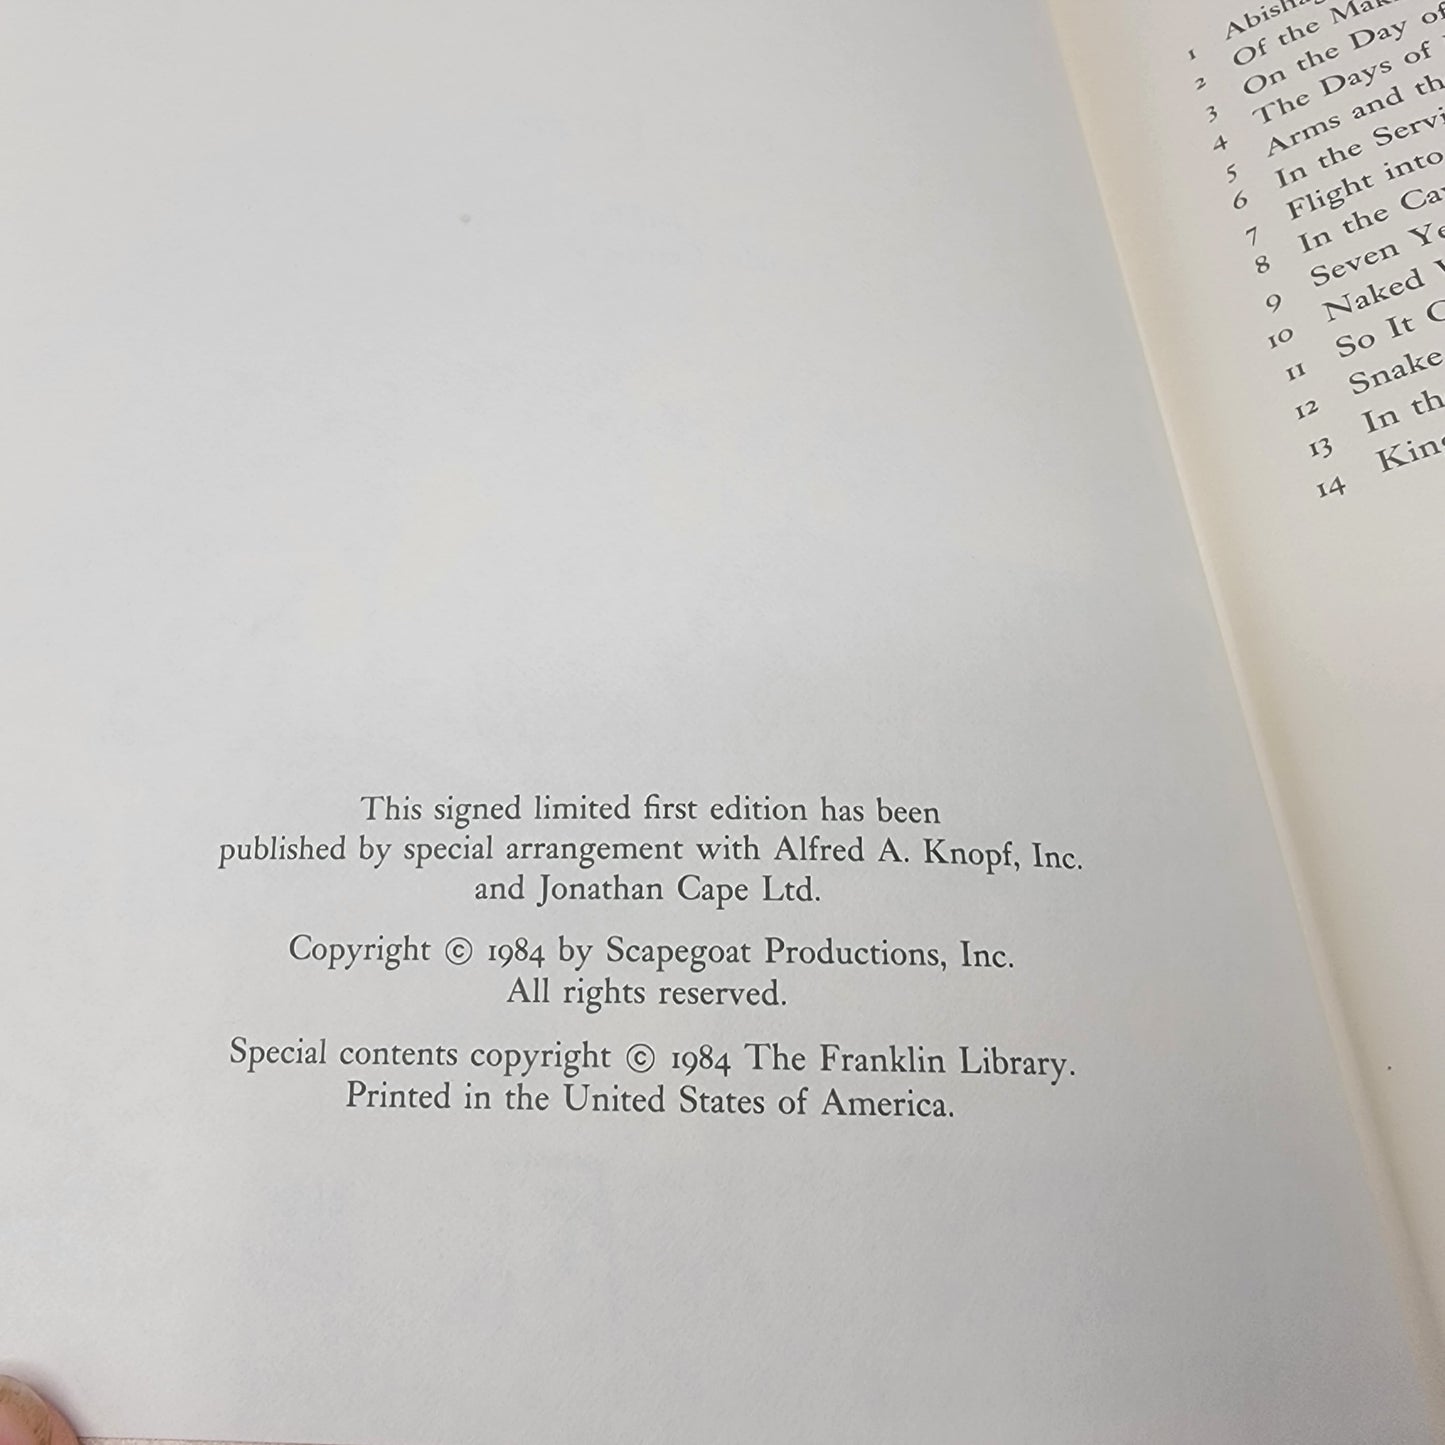 This signed limited first edition has been
published by special arrangement with Alfred A. Knopf, Inc.
and Jonathan Cape Ltd.
Copyright © 1984 by Scapegoat Productions, Inc.
All rights reserved.
Special contents copyright © 1984 The Franklin Library.
Printed in the United States of America.
1
2 Of the
3 On the Day of
4 The Days of
5 Arms and
6 In the
7 Flight into
8 In the
9 Seven
10 Naked
11 So It
12
13 In
14